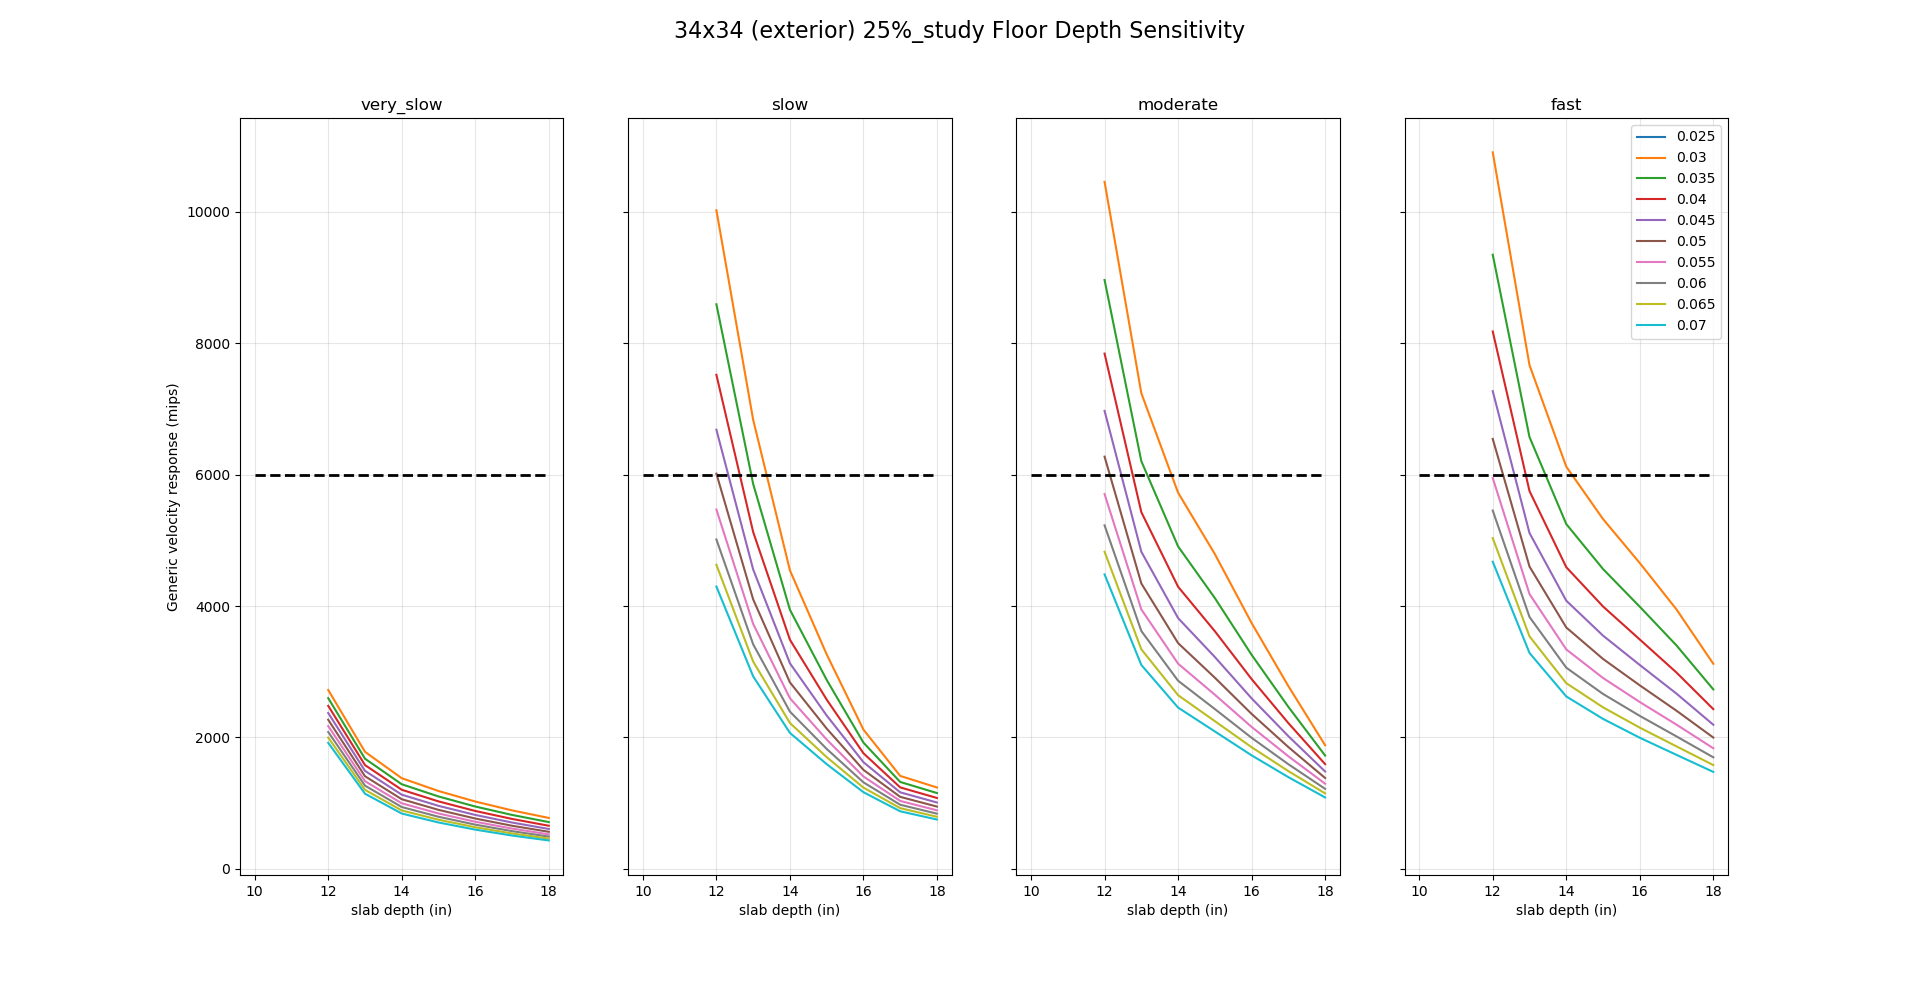 34x34 (exterior) 25%_study Floor Depth Sensitivity
very_slow
slow
moderate
fast
Generic velocity response (mips)
10000
8000
6000
4000
2000
0
10 12 14 16 18
slab depth (in)
10 12 14 16 18
slab depth (in)
10 12 14 16 18
slab depth (in)
10 12 14 16 18
slab depth (in)
0.025
0.03
0.035
0.04
0.045
0.05
0.055
0.06
0.065
0.07